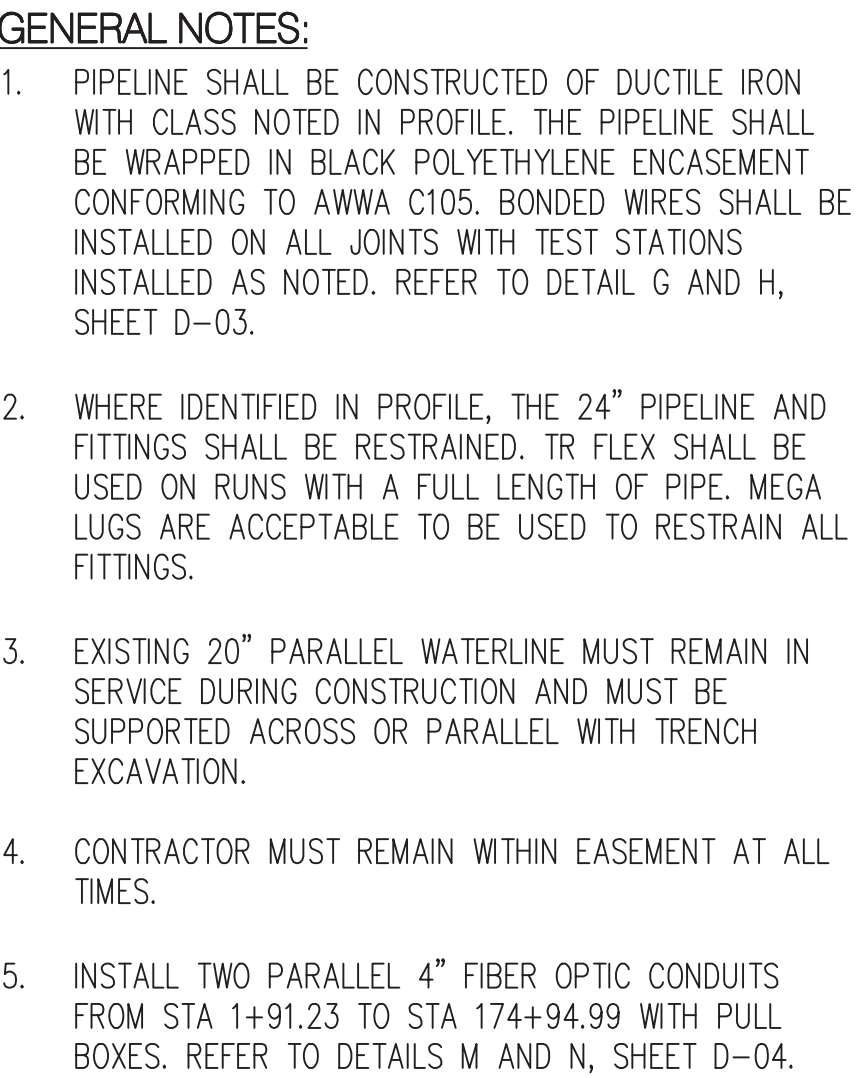 GENERAL NOTES:
1. PIPELINE SHALL BE CONSTRUCTED OF DUCTILE IRON
WITH CLASS NOTED IN PROFILE. THE PIPELINE SHALL
BE WRAPPED IN BLACK POLYETHYLENE ENCASEMENT
CONFORMING TO AWWA C105. BONDED WIRES SHALL BE
INSTALLED ON ALL JOINTS WITH TEST STATIONS
INSTALLED AS NOTED. REFER TO DETAIL G AND H,
SHEET D–03.
2. WHERE IDENTIFIED IN PROFILE, THE 24” PIPELINE AND
FITTINGS SHALL BE RESTRAINED. TR FLEX SHALL BE
USED ON RUNS WITH A FULL LENGTH OF PIPE. MEGA
LUGS ARE ACCEPTABLE TO BE USED TO RESTRAIN ALL
FITTINGS.
3. EXISTING 20” PARALLEL WATERLINE MUST REMAIN IN
SERVICE DURING CONSTRUCTION AND MUST BE
SUPPORTED ACROSS OR PARALLEL WITH TRENCH
EXCAVATION.
4. CONTRACTOR MUST REMAIN WITHIN EASEMENT AT ALL
TIMES.
5. INSTALL TWO PARALLEL 4” FIBER OPTIC CONDUITS
FROM STA 1+91.23 TO STA 174+94.99 WITH PULL
BOXES. REFER TO DETAILS M AND N, SHEET D–04.